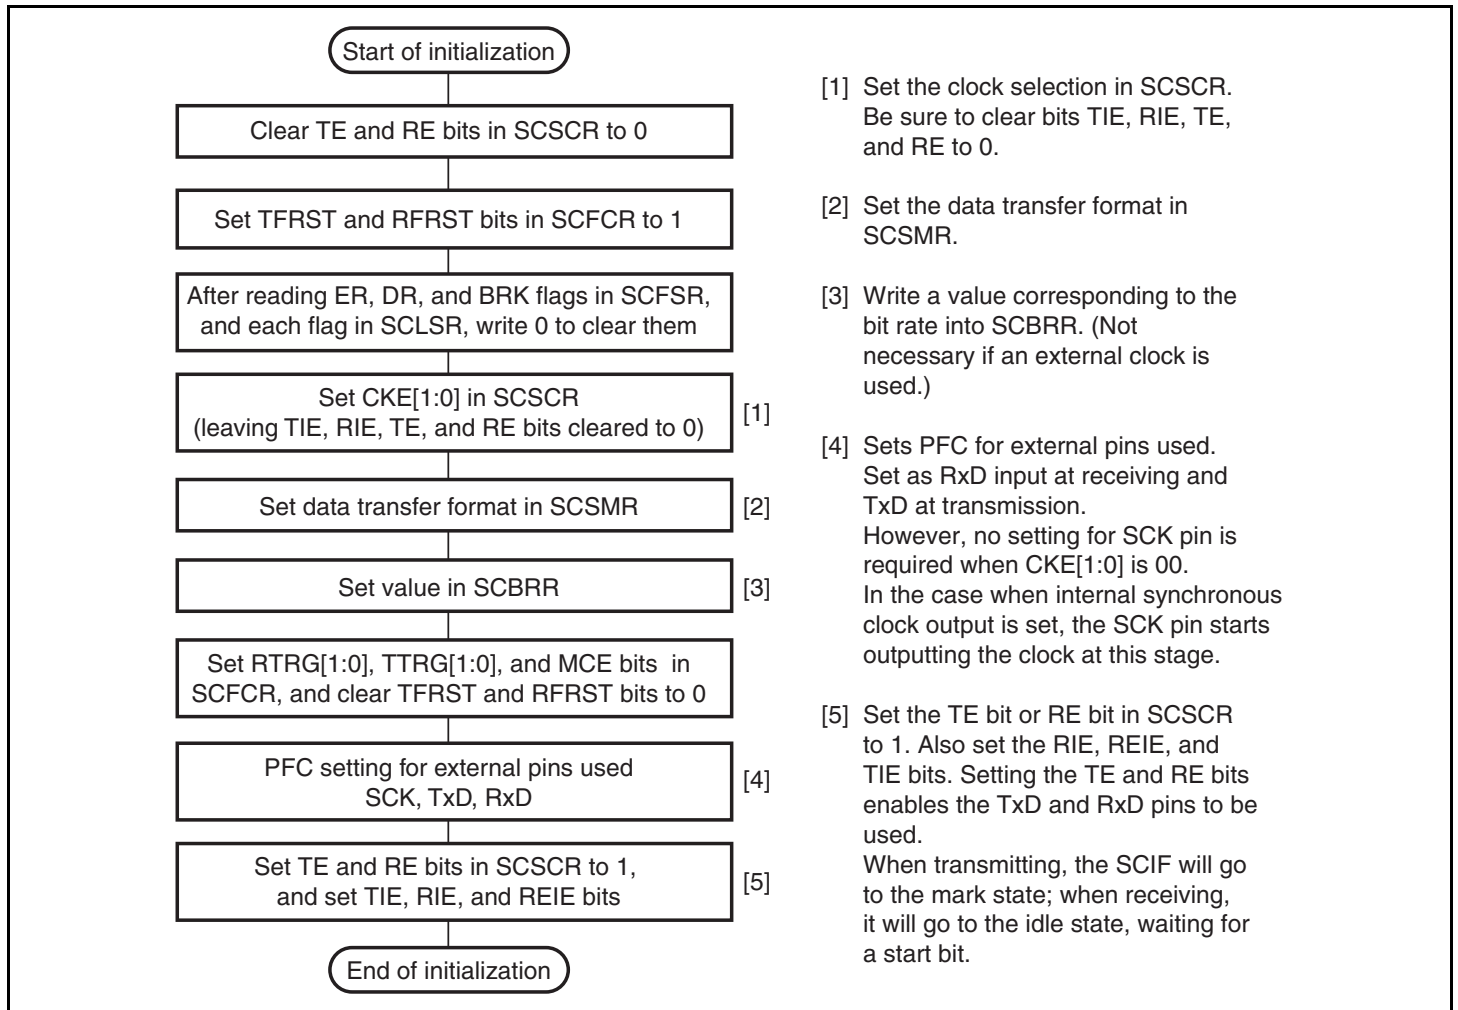 Start of initialization
Clear TE and RE bits in SCSCR to 0
Set TFRST and RFRST bits in SCFCR to 1
After reading ER, DR, and BRK flags in SCFSR,
and each flag in SCLSR, write 0 to clear them
Set CKE[1:0] in SCSCR
(leaving TIE, RIE, TE, and RE bits cleared to 0)
[1]
Set data transfer format in SCSMR
[2]
Set value in SCBRR
[3]
Set RTRG[1:0], TTRG[1:0], and MCE bits in
SCFCR, and clear TFRST and RFRST bits to 0
PFC setting for external pins used
SCK, TxD, RxD
[4]
Set TE and RE bits in SCSCR to 1,
and set TIE, RIE, and REIE bits
[5]
End of initialization
[1] Set the clock selection in SCSCR.
Be sure to clear bits TIE, RIE, TE,
and RE to 0.
[2] Set the data transfer format in
SCSMR.
[3] Write a value corresponding to the
bit rate into SCBRR. (Not
necessary if an external clock is
used.)
[4] Sets PFC for external pins used.
Set as RxD input at receiving and
TxD at transmission.
However, no setting for SCK pin is
required when CKE[1:0] is 00.
In the case when internal synchronous
clock output is set, the SCK pin starts
outputting the clock at this stage.
[5] Set the TE bit or RE bit in SCSCR
to 1. Also set the RIE, REIE, and
TIE bits. Setting the TE and RE bits
enables the TxD and RxD pins to be
used.
When transmitting, the SCIF will go
to the mark state; when receiving,
it will go to the idle state, waiting for
a start bit.